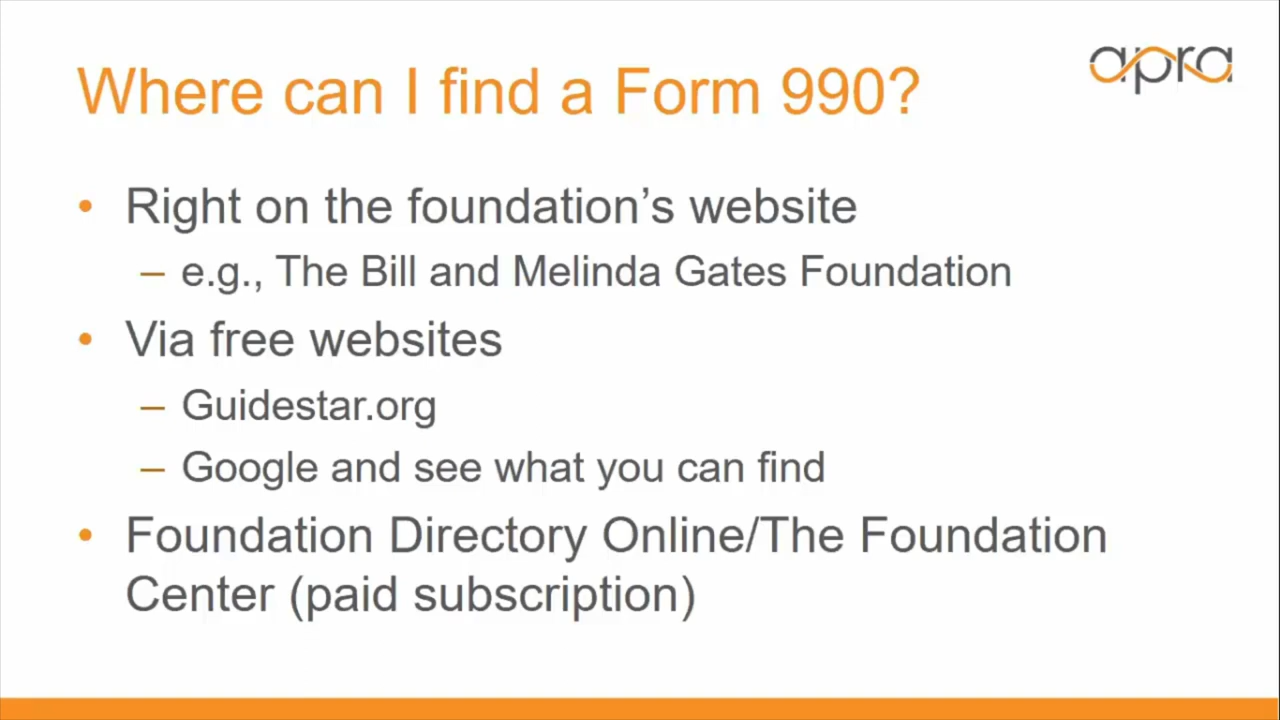 apra
Where can I find a Form 990?
• Right on the foundation’s website
– e.g., The Bill and Melinda Gates Foundation
• Via free websites
– Guidestar.org
– Google and see what you can find
• Foundation Directory Online/The Foundation
Center (paid subscription)